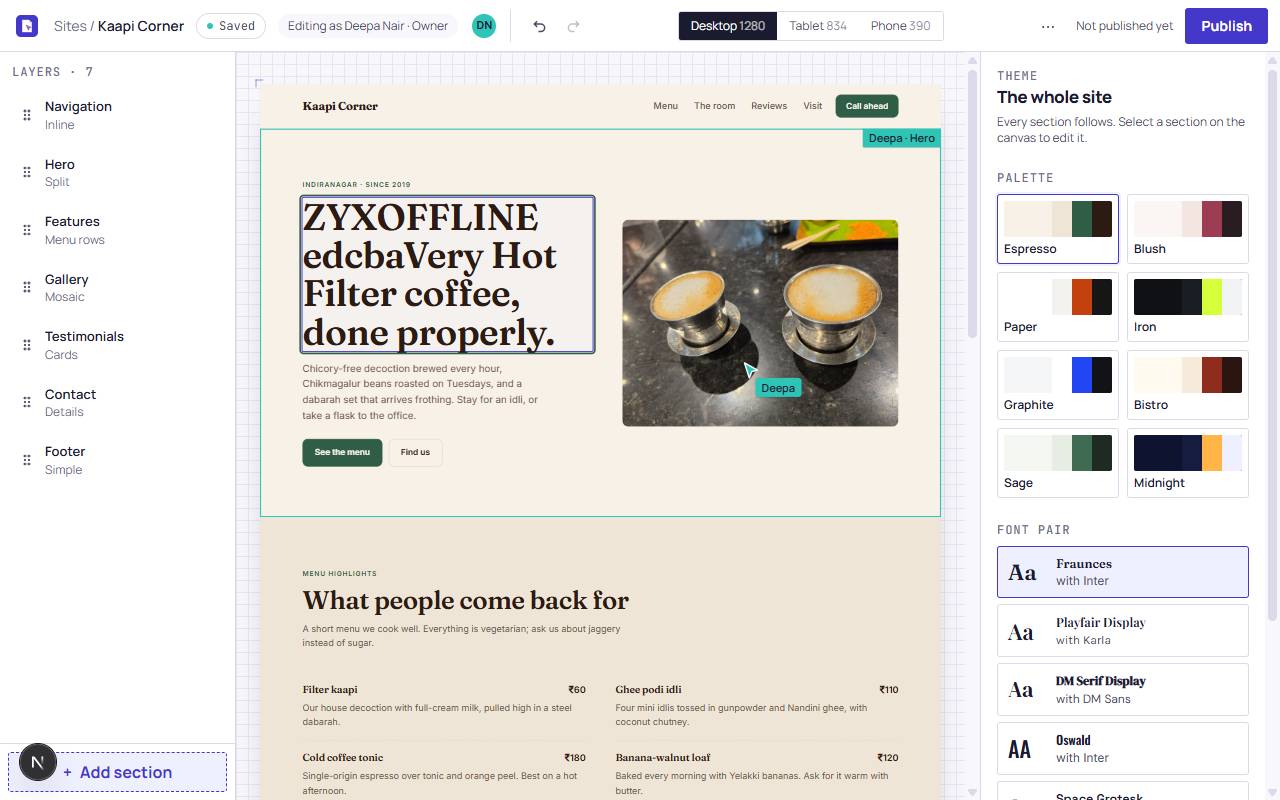 Sites / Kaapi Corner
Saved
Editing as Deepa Nair · Owner
DN
Desktop 1280
Tablet 834
Phone 390
Not published yet
Publish
LAYERS · 7
Navigation
Inline
Hero
Split
Features
Menu rows
Gallery
Mosaic
Testimonials
Cards
Contact
Details
Footer
Simple
+ Add section
N
Kaapi Corner
Menu
The room
Reviews
Visit
Call ahead
Deepa · Hero
INDIRANAGAR · SINCE 2019
ZYXOFFLINE
edcbaVery Hot
Filter coffee,
done properly.
Chicory-free decoction brewed every hour,
Chikmagalur beans roasted on Tuesdays, and a
dabarah set that arrives frothing. Stay for an idli, or
take a flask to the office.
See the menu
Find us
Deepa
MENU HIGHLIGHTS
What people come back for
A short menu we cook well. Everything is vegetarian; ask us about jaggery
instead of sugar.
Filter kaapi ₹60
Our house decoction with full-cream milk, pulled high in a steel
dabarah.
Ghee podi idli ₹110
Four mini idlis tossed in gunpowder and Nandini ghee, with
coconut chutney.
Cold coffee tonic ₹180
Single-origin espresso over tonic and orange peel. Best on a hot
afternoon.
Banana-walnut loaf ₹120
Baked every morning with Yelakki bananas. Ask for it warm with
butter.
THEME
The whole site
Every section follows. Select a section on the
canvas to edit it.
PALETTE
Espresso
Blush
Paper
Iron
Graphite
Bistro
Sage
Midnight
FONT PAIR
Aa Fraunces
with Inter
Aa Playfair Display
with Karla
Aa DM Serif Display
with DM Sans
AA Oswald
with Inter
Space Grotesk